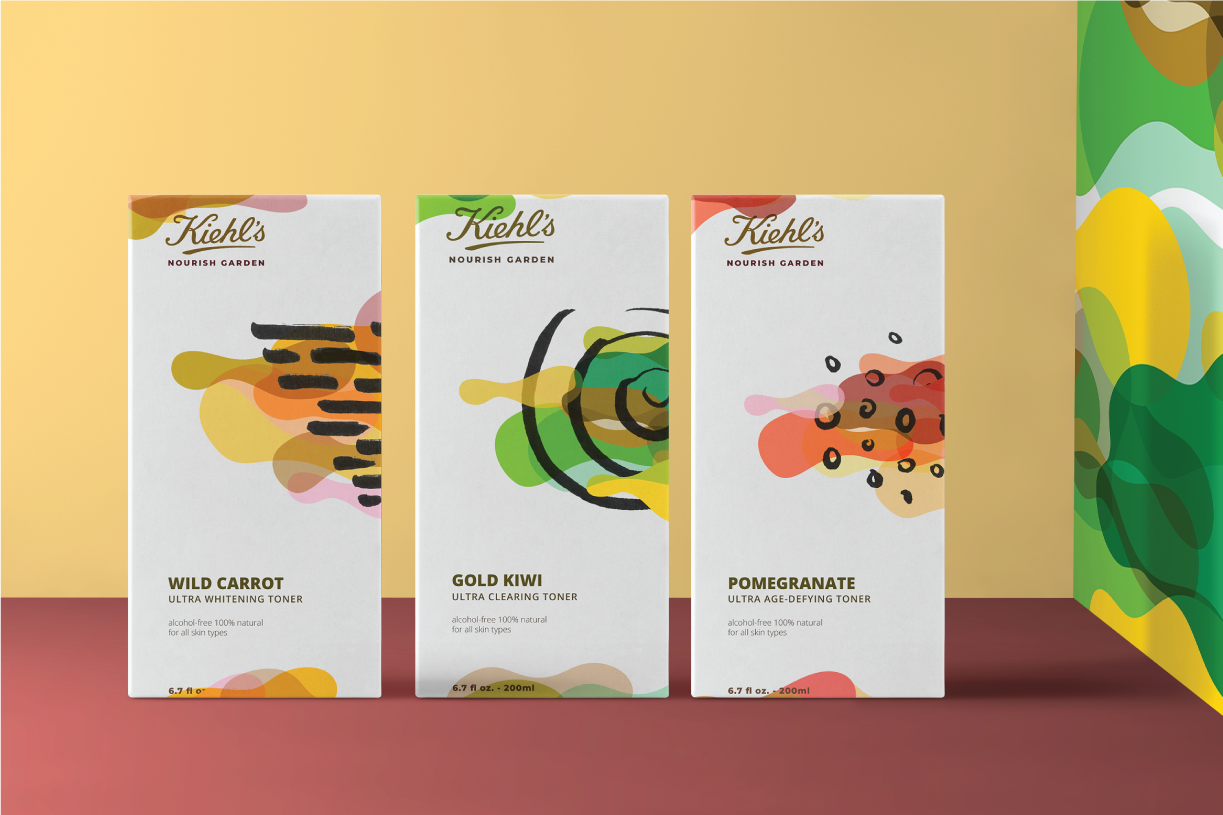 Kiehl's
NOURISH GARDEN
WILD CARROT
ULTRA WHITENING TONER
alcohol-free 100% natural
for all skin types
6.7 fl oz
Kiehl's
NOURISH GARDEN
GOLD KIWI
ULTRA CLEARING TONER
alcohol-free 100% natural
for all skin types
6.7 fl oz. - 200ml
Kiehl's
NOURISH GARDEN
POMEGRANATE
ULTRA AGE-DEFYING TONER
alcohol-free 100% natural
for all skin types
6.7 fl oz. - 200ml